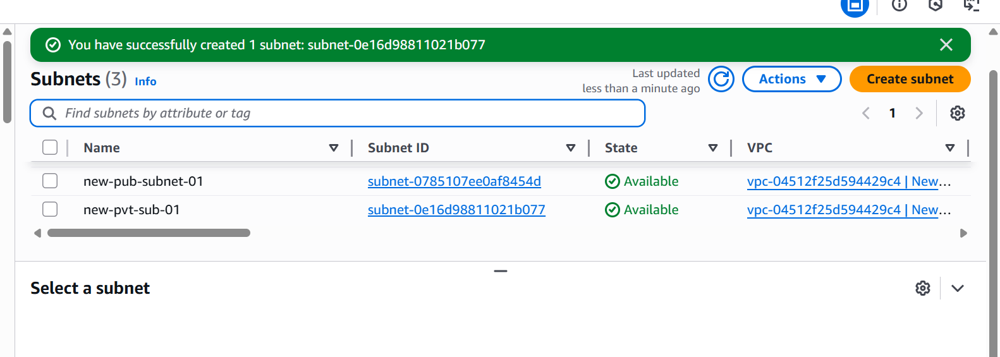 You have successfully created 1 subnet: subnet-0e16d98811021b077
Subnets (3) Info
Last updated
less than a minute ago
Actions
Create subnet
Find subnets by attribute or tag
1
Name Subnet ID State VPC
new-pub-subnet-01 subnet-0785107ee0af8454d Available vpc-04512f25d594429c4 | New...
new-pvt-sub-01 subnet-0e16d98811021b077 Available vpc-04512f25d594429c4 | New...
Select a subnet